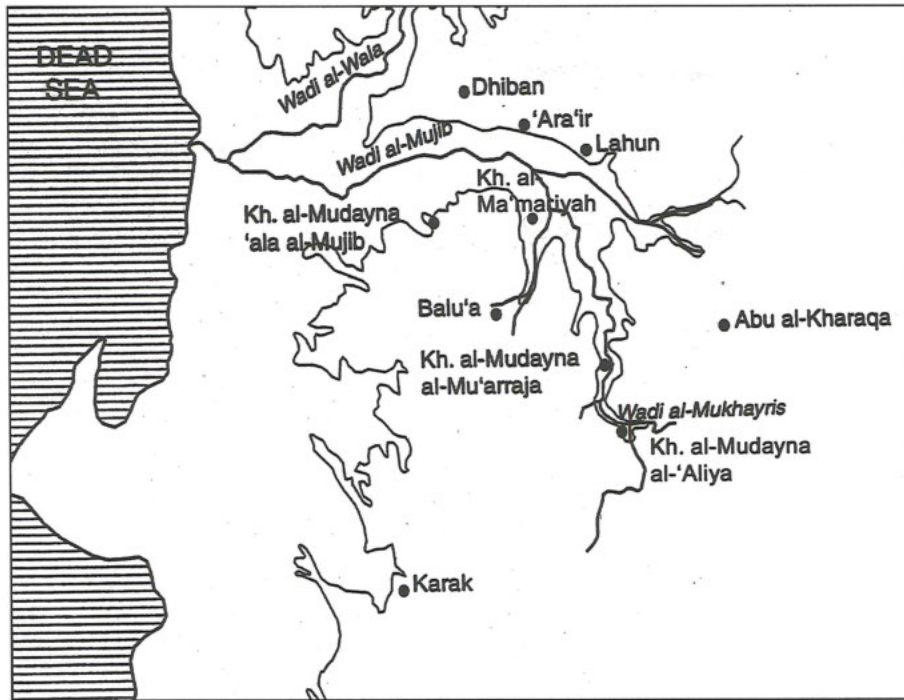 DEAD
SEA
Wadi al-Wala
Dhiban
‘Ara‘ir
Wadi al-Mujib
Lahun
Kh. al-
Ma’matiyah
Kh. al-Mudayna
‘ala al-Mujib
Balu‘a
Abu al-Kharaqa
Kh. al-Mudayna
al-Mu‘arraja
Wadi al-Mukhayris
Kh. al-Mudayna
al-‘Aliya
Karak